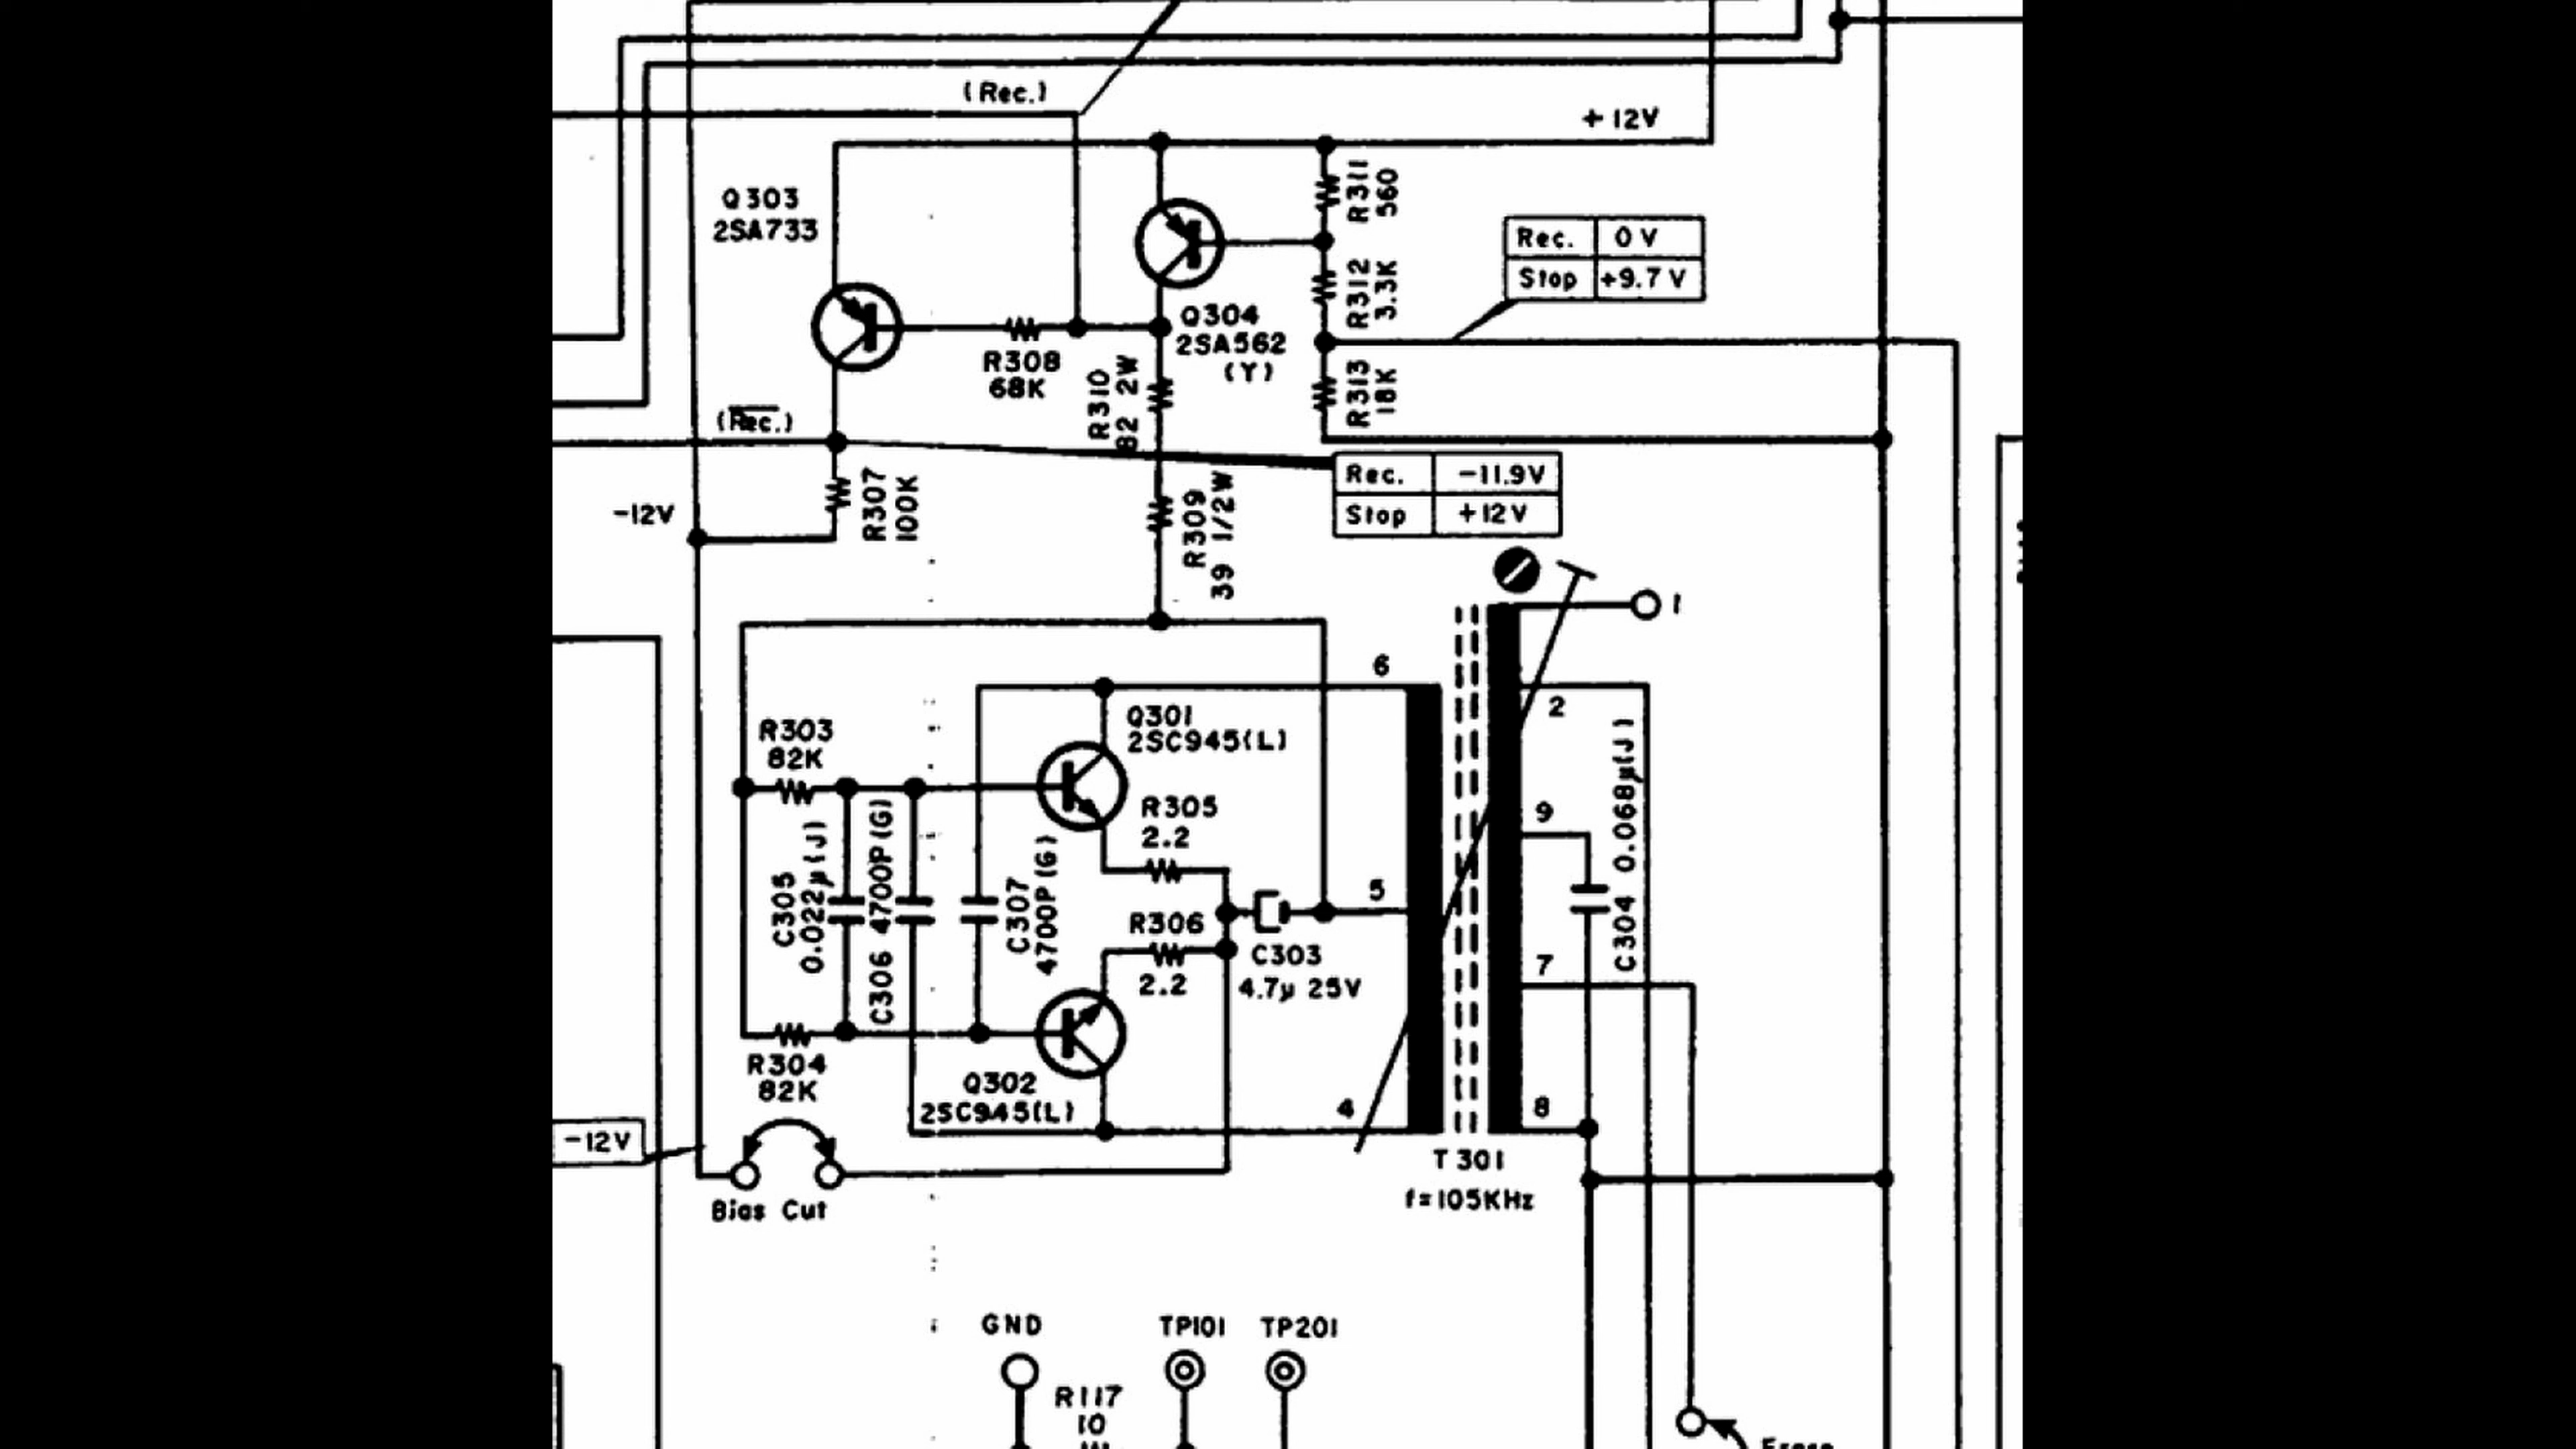 (Rec.)
+12V
Q303
2SA733
R311
560
Rec. 0V
Stop +9.7V
R312
3.3K
Q304
2SA562
(Y)
R308
68K
R310
82 2W
R313
18K
(Rec.)
Rec. -11.9V
Stop +12V
-12V
R307
100K
R309
39 1/2W
1
6
2
Q301
2SC945(L)
R303
82K
C304 0.068μ(J)
R305
2.2
9
C305
0.022μ(J)
C306 4700P(G)
C307
4700P(G)
5
R306
2.2
C303
4.7μ 25V
7
R304
82K
Q302
2SC945(L)
4
8
-12V
T301
f=105KHz
Bias Cut
GND
TP101
TP201
R117
10